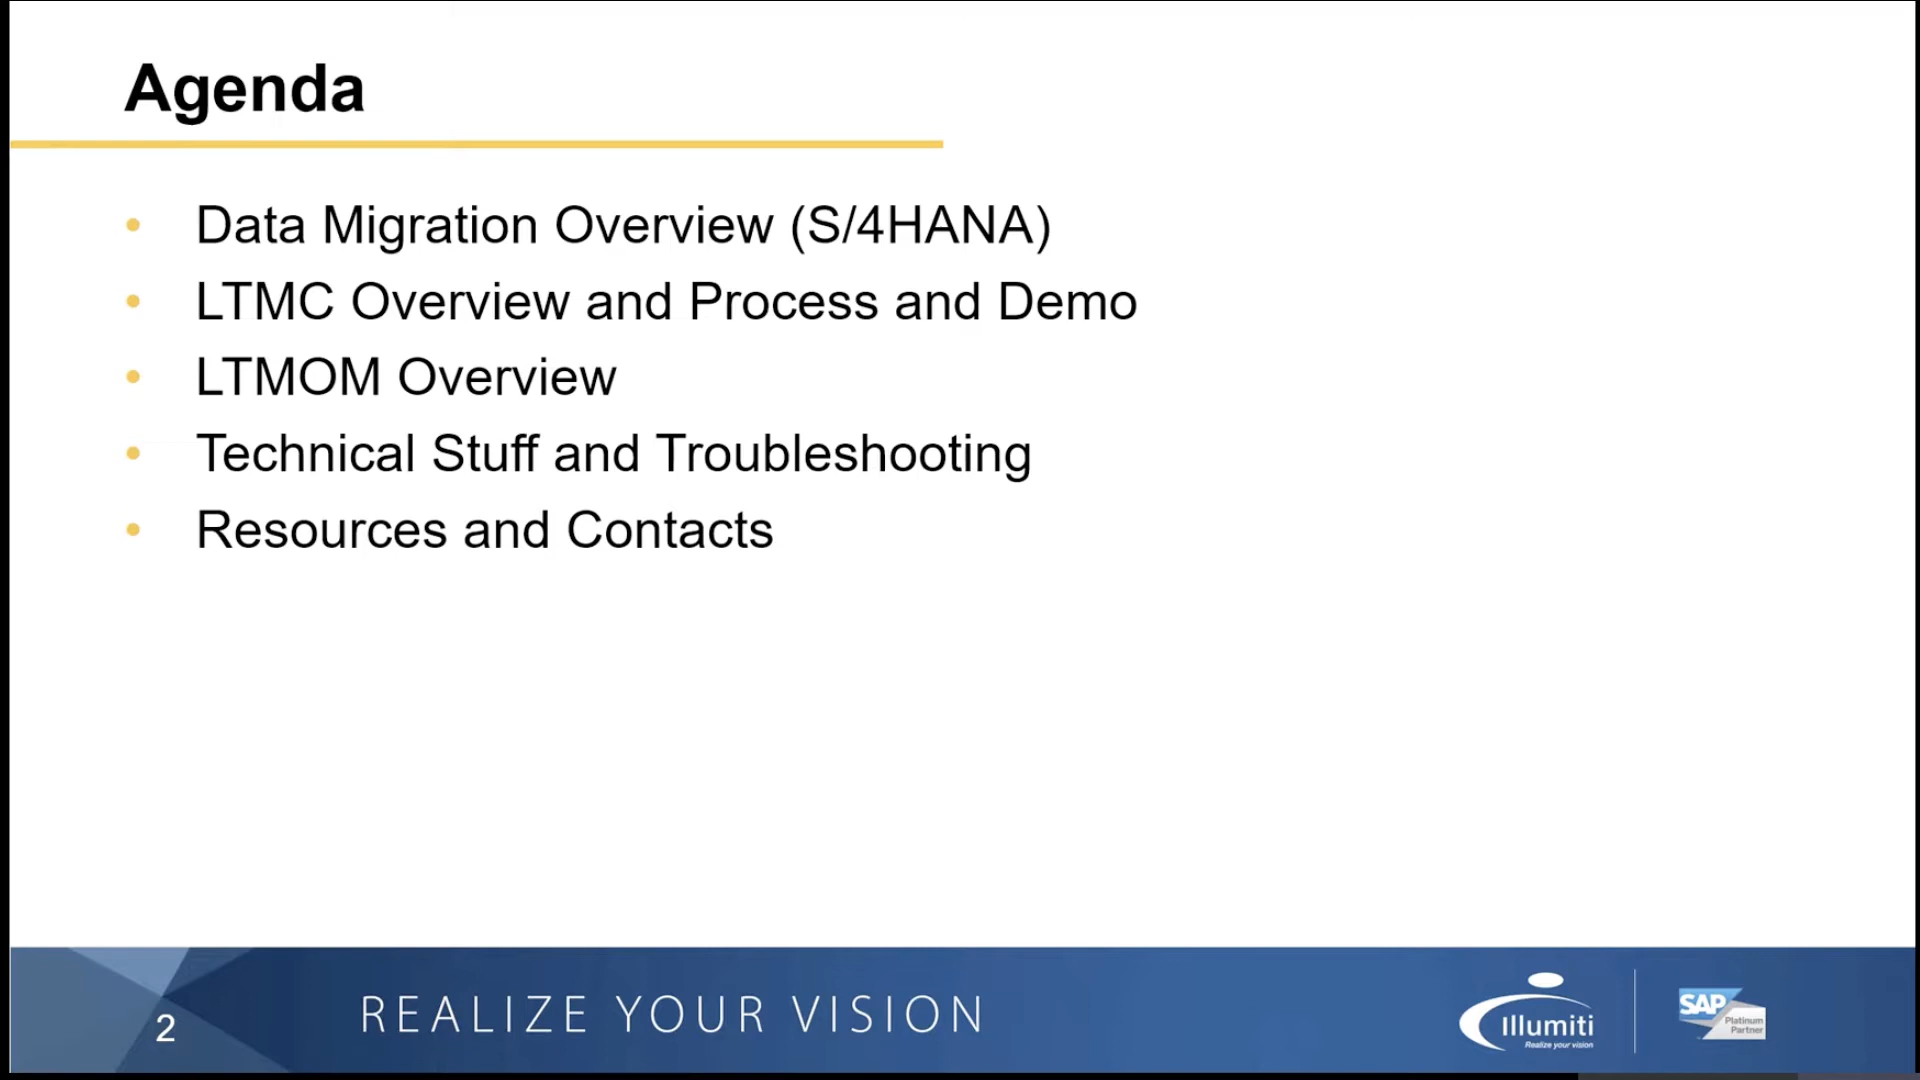 Agenda
• Data Migration Overview (S/4HANA)
• LTMC Overview and Process and Demo
• LTMOM Overview
• Technical Stuff and Troubleshooting
• Resources and Contacts
2
REALIZE YOUR VISION
Illumiti
Realize your vision
SAP
Platinum
Partner